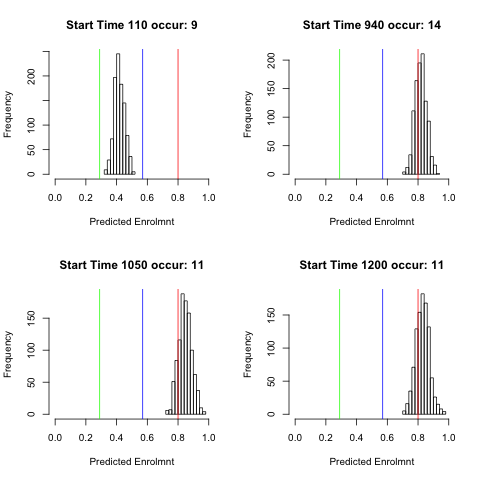 Start Time 110 occur: 9
Frequency
0 50 100 200
0.0 0.2 0.4 0.6 0.8 1.0
Predicted Enrolmnt
Start Time 940 occur: 14
Frequency
0 50 100 150 200
0.0 0.2 0.4 0.6 0.8 1.0
Predicted Enrolmnt
Start Time 1050 occur: 11
Frequency
0 50 100 150
0.0 0.2 0.4 0.6 0.8 1.0
Predicted Enrolmnt
Start Time 1200 occur: 11
Frequency
0 50 100 150
0.0 0.2 0.4 0.6 0.8 1.0
Predicted Enrolmnt